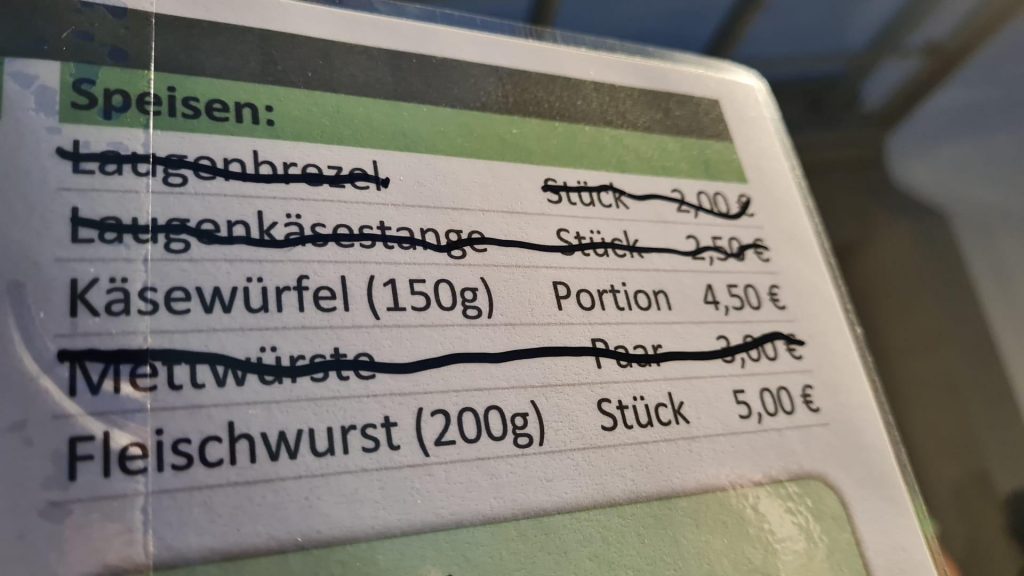 Speisen:
Laugenbrezel Stück 2,00 €
Laugenkäsestange Stück 2,50 €
Käsewürfel (150g) Portion 4,50 €
Mettwürste Paar 3,00 €
Fleischwurst (200g) Stück 5,00 €